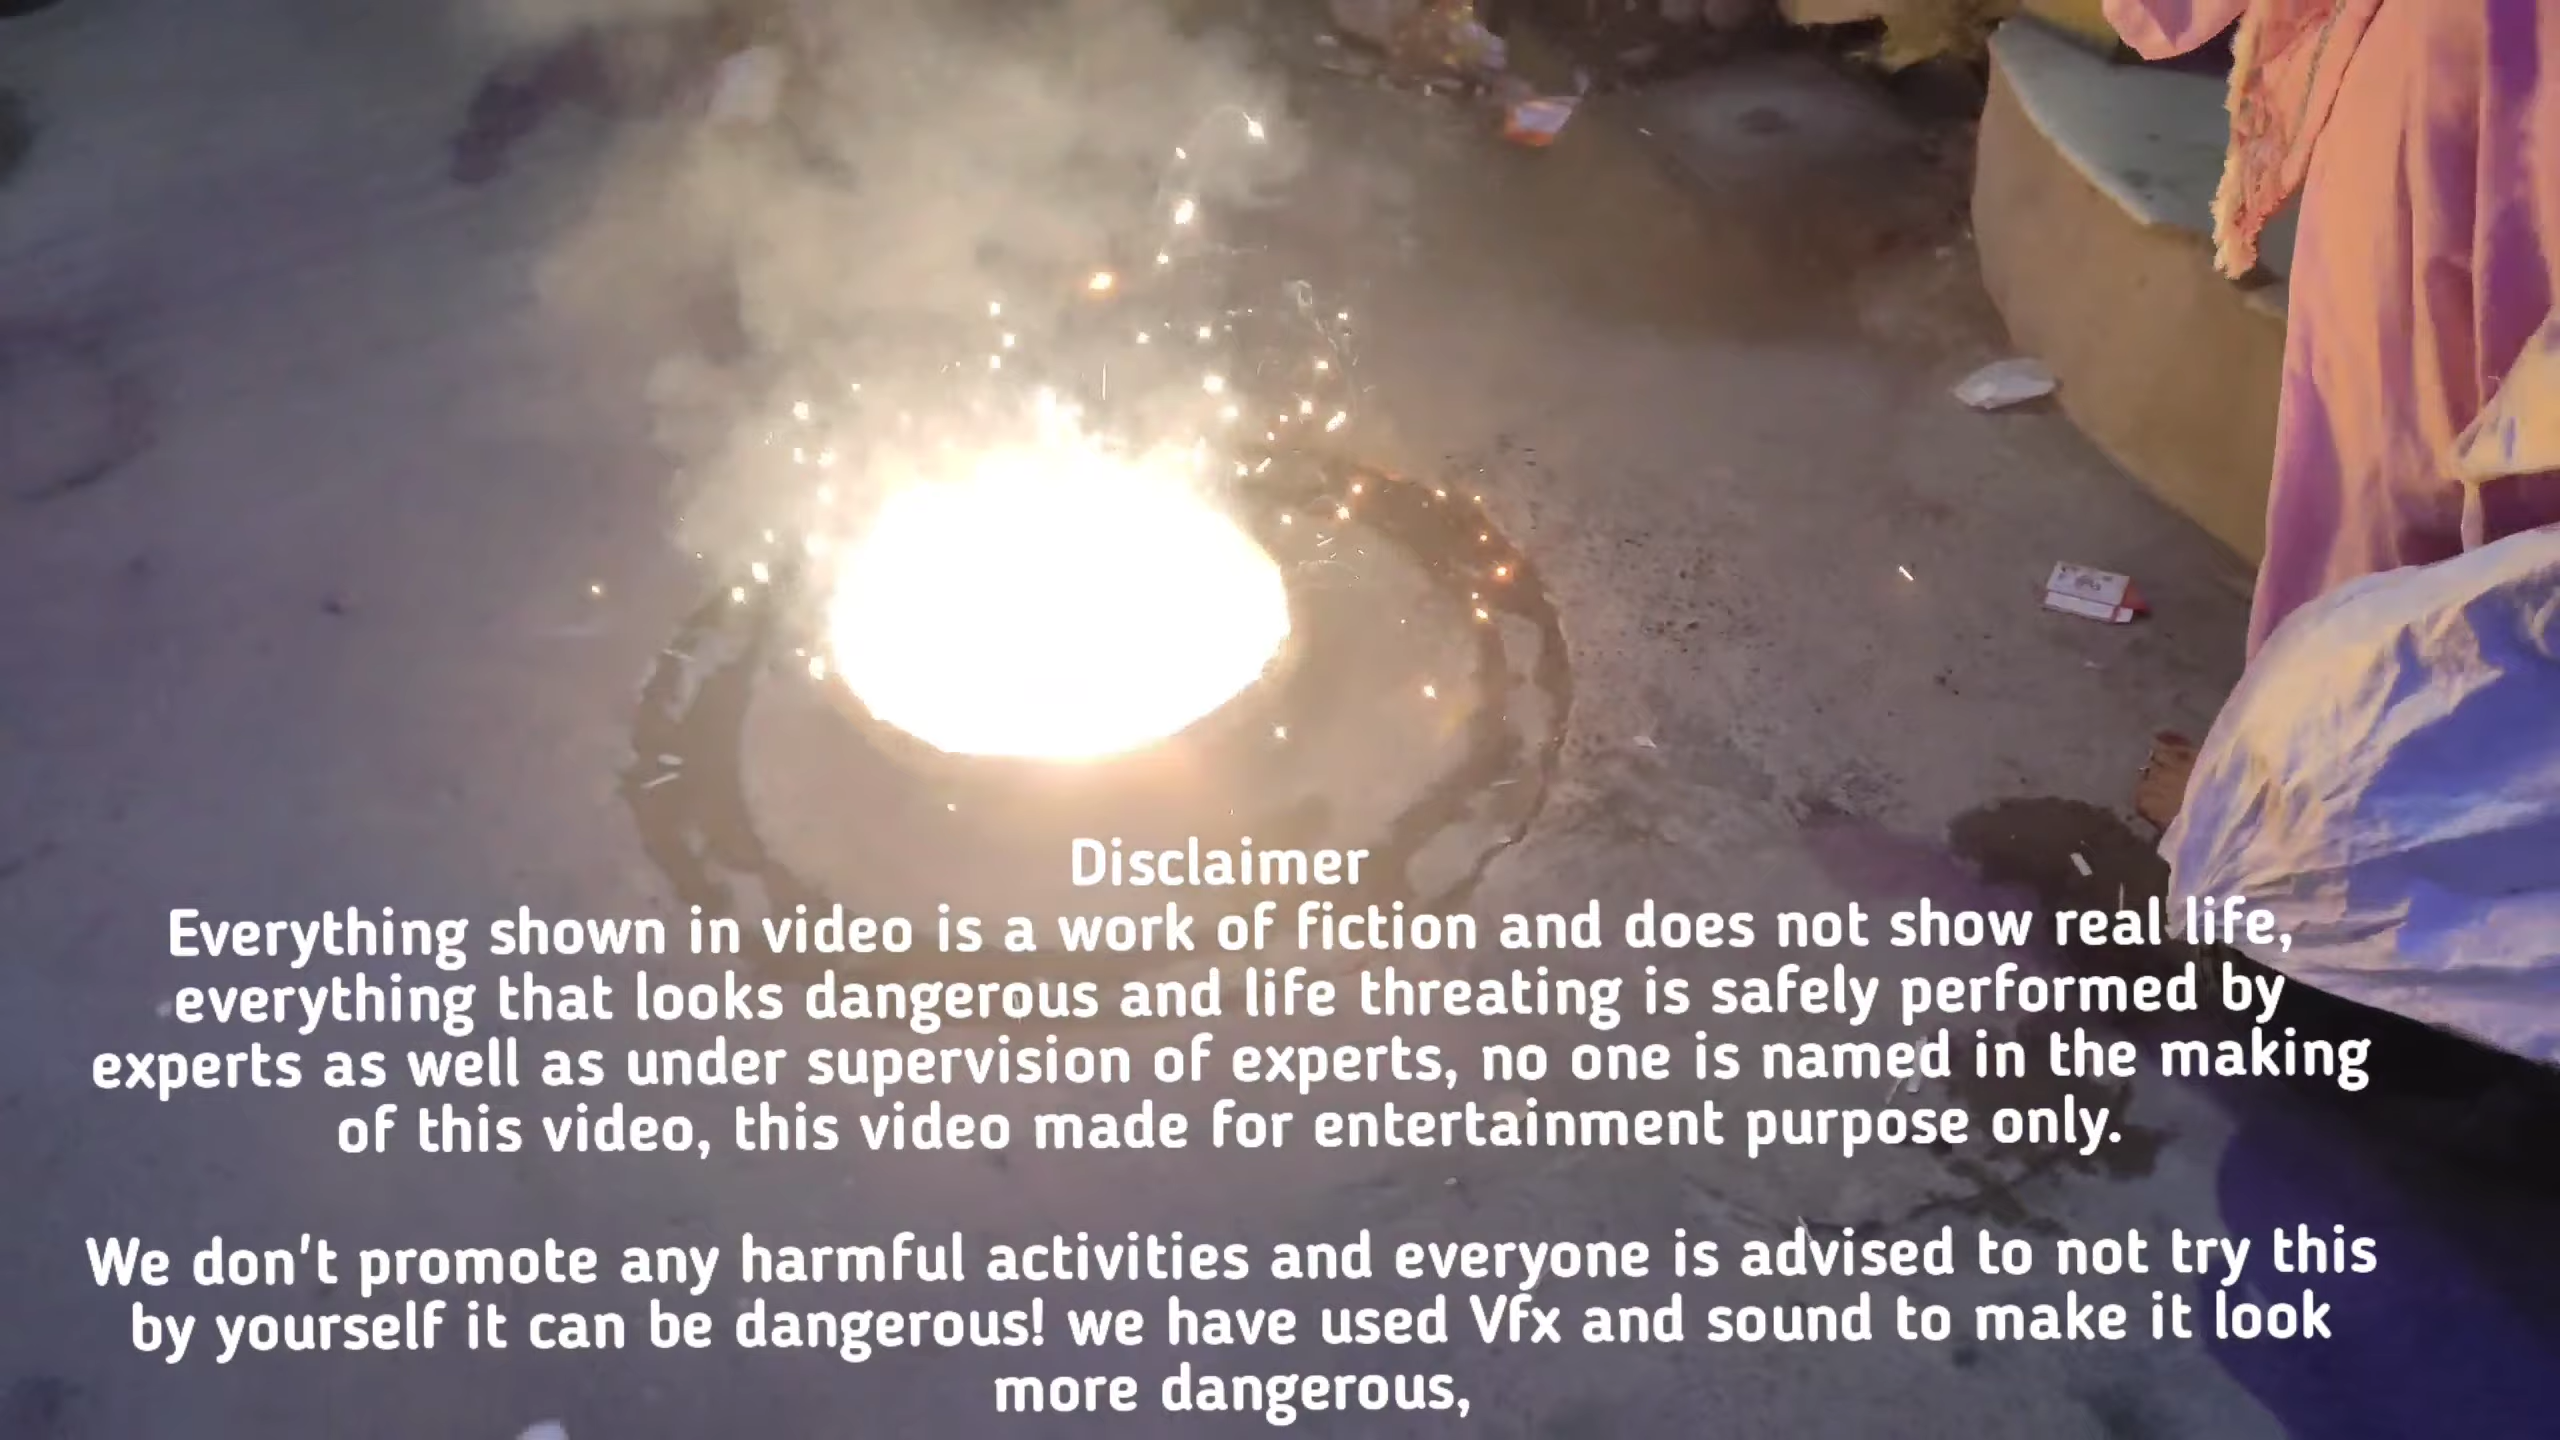 Disclaimer
Everything shown in video is a work of fiction and does not show real life,
everything that looks dangerous and life threating is safely performed by
experts as well as under supervision of experts, no one is named in the making
of this video, this video made for entertainment purpose only.
We don't promote any harmful activities and everyone is advised to not try this
by yourself it can be dangerous! we have used Vfx and sound to make it look
more dangerous,